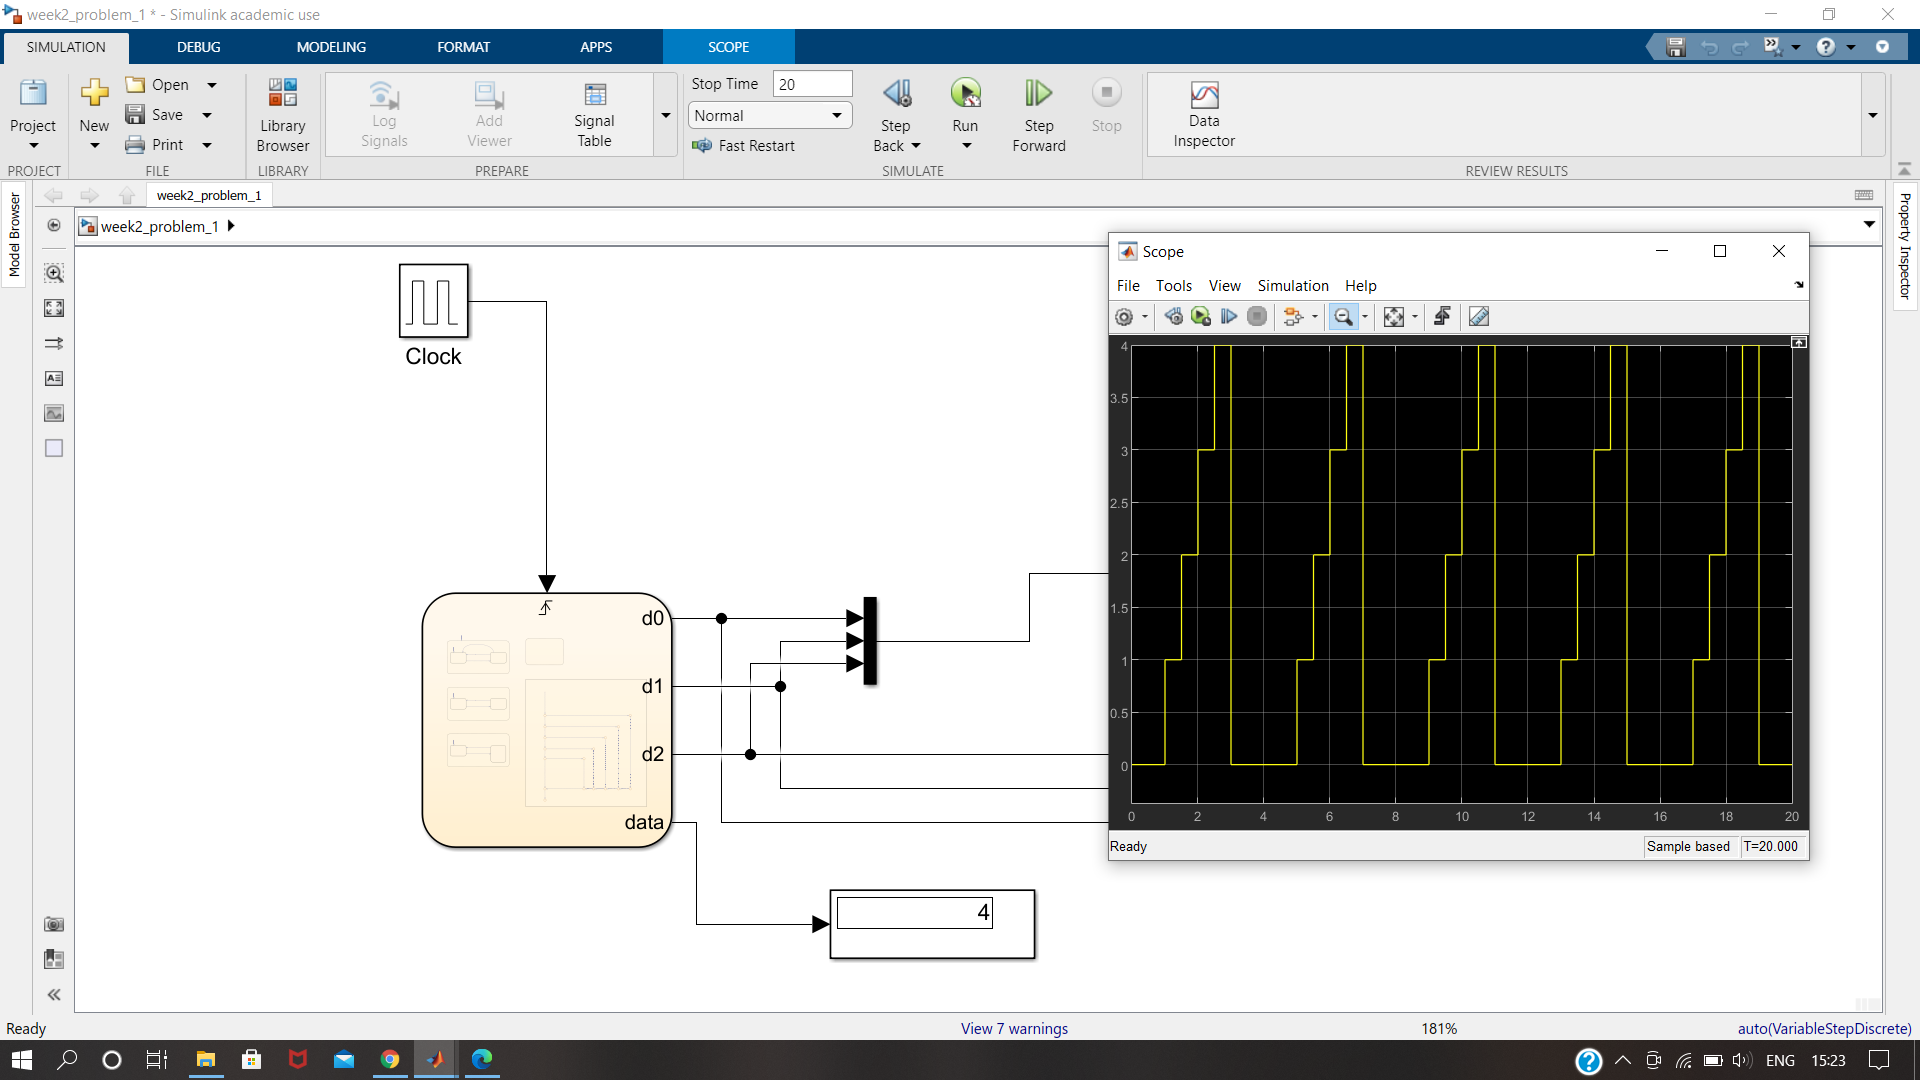 week2_problem_1 * - Simulink academic use
SIMULATION DEBUG MODELING FORMAT APPS SCOPE
Project
New
Open
Save
Print
Library Browser
Log Signals
Add Viewer
Signal Table
Stop Time 20
Normal
Fast Restart
Step Back
Run
Step Forward
Stop
Data Inspector
PROJECT FILE LIBRARY PREPARE SIMULATE REVIEW RESULTS
Model Browser
week2_problem_1
week2_problem_1
Property Inspector
Clock
d0
d1
d2
data
4
Scope
File Tools View Simulation Help
4
3.5
3
2.5
2
1.5
1
0.5
0
0 2 4 6 8 10 12 14 16 18 20
Ready Sample based T=20.000
Ready View 7 warnings 181% auto(VariableStepDiscrete)
ENG 15:23